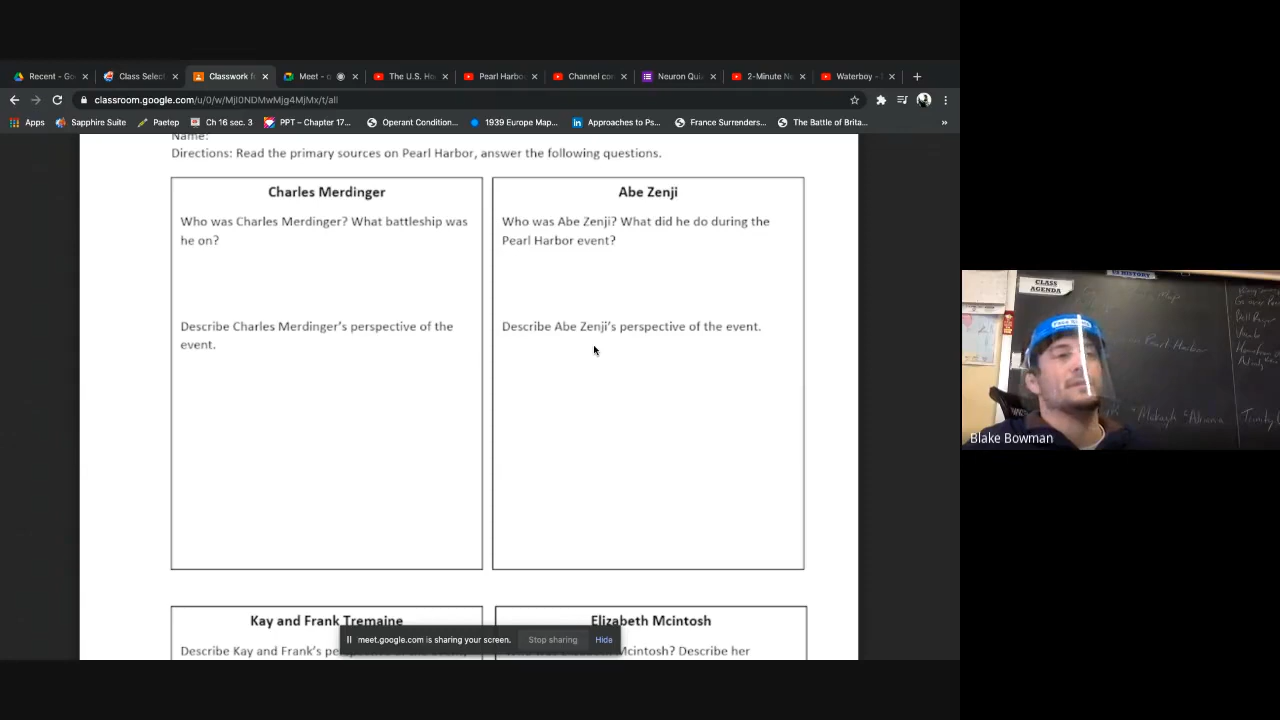 Recent - Go
Class Select
Classwork f
Meet - 
The U.S. Ha
Pearl Harbo
Channel co
Neuron Qui
2-Minute N
Waterboy -
classroom.google.com/u/0/w/MjI0NDMwMjg4MjMx/t/all
Apps
Sapphire Suite
Paetep
Ch 16 sec. 3
PPT – Chapter 17...
Operant Condition...
1939 Europe Map...
Approaches to Ps...
France Surrenders...
The Battle of Brita...
»
Name:
Directions: Read the primary sources on Pearl Harbor, answer the following questions.
Charles Merdinger
Who was Charles Merdinger? What battleship was
he on?
Describe Charles Merdinger's perspective of the
event.
Abe Zenji
Who was Abe Zenji? What did he do during the
Pearl Harbor event?
Describe Abe Zenji's perspective of the event.
Kay and Frank Tremaine
Describe Kay and Frank's
Elizabeth Mcintosh
Mcintosh? Describe her
meet.google.com is sharing your screen.
Stop sharing
Hide
US HISTORY
CLASS
AGENDA
Pearl Harbor
Blake Bowman